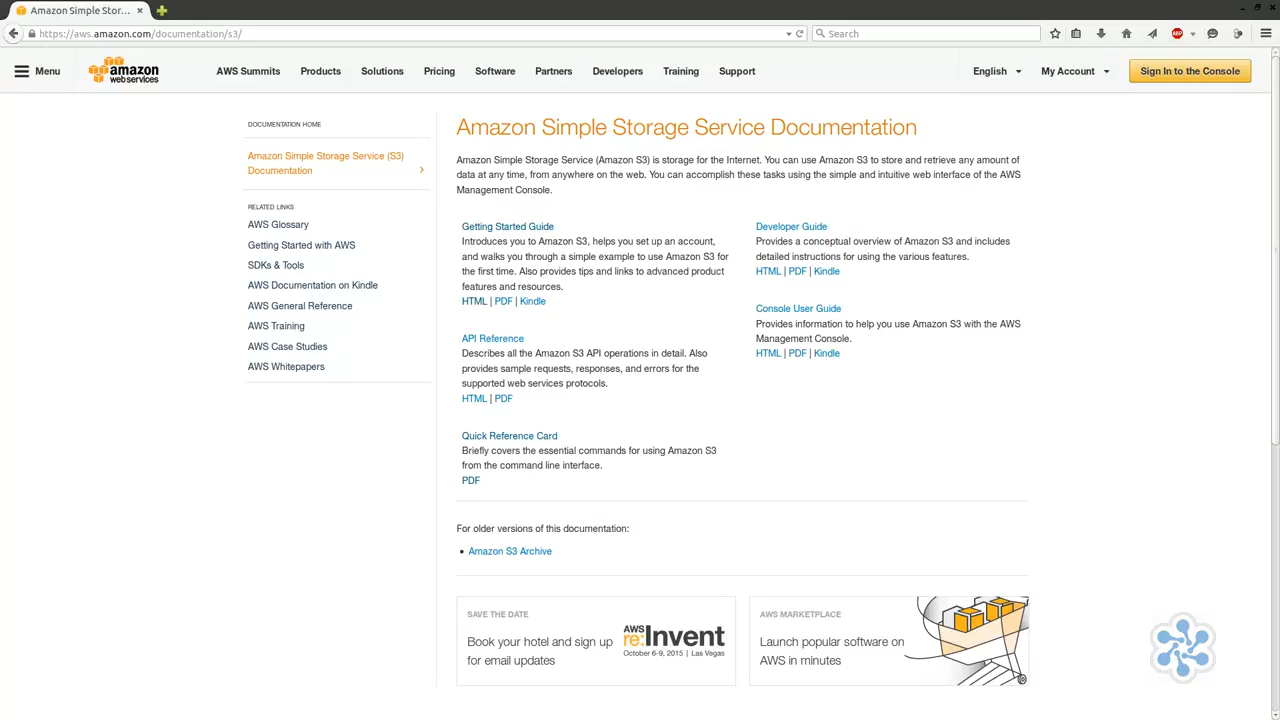 Amazon Simple Stor...
https://aws.amazon.com/documentation/s3/
Search
ABP
Menu
amazon
webservices
AWS Summits
Products
Solutions
Pricing
Software
Partners
Developers
Training
Support
English
My Account
Sign In to the Console
DOCUMENTATION HOME
Amazon Simple Storage Service (S3)
Documentation
RELATED LINKS
AWS Glossary
Getting Started with AWS
SDKs & Tools
AWS Documentation on Kindle
AWS General Reference
AWS Training
AWS Case Studies
AWS Whitepapers
Amazon Simple Storage Service Documentation
Amazon Simple Storage Service (Amazon S3) is storage for the Internet. You can use Amazon S3 to store and retrieve any amount of
data at any time, from anywhere on the web. You can accomplish these tasks using the simple and intuitive web interface of the AWS
Management Console.
Getting Started Guide
Introduces you to Amazon S3, helps you set up an account,
and walks you through a simple example to use Amazon S3 for
the first time. Also provides tips and links to advanced product
features and resources.
HTML | PDF | Kindle
API Reference
Describes all the Amazon S3 API operations in detail. Also
provides sample requests, responses, and errors for the
supported web services protocols.
HTML | PDF
Quick Reference Card
Briefly covers the essential commands for using Amazon S3
from the command line interface.
PDF
Developer Guide
Provides a conceptual overview of Amazon S3 and includes
detailed instructions for using the various features.
HTML | PDF | Kindle
Console User Guide
Provides information to help you use Amazon S3 with the AWS
Management Console.
HTML | PDF | Kindle
For older versions of this documentation:
• Amazon S3 Archive
SAVE THE DATE
Book your hotel and sign up
for email updates
AWS
re:Invent
October 6-9, 2015 | Las Vegas
AWS MARKETPLACE
Launch popular software on
AWS in minutes